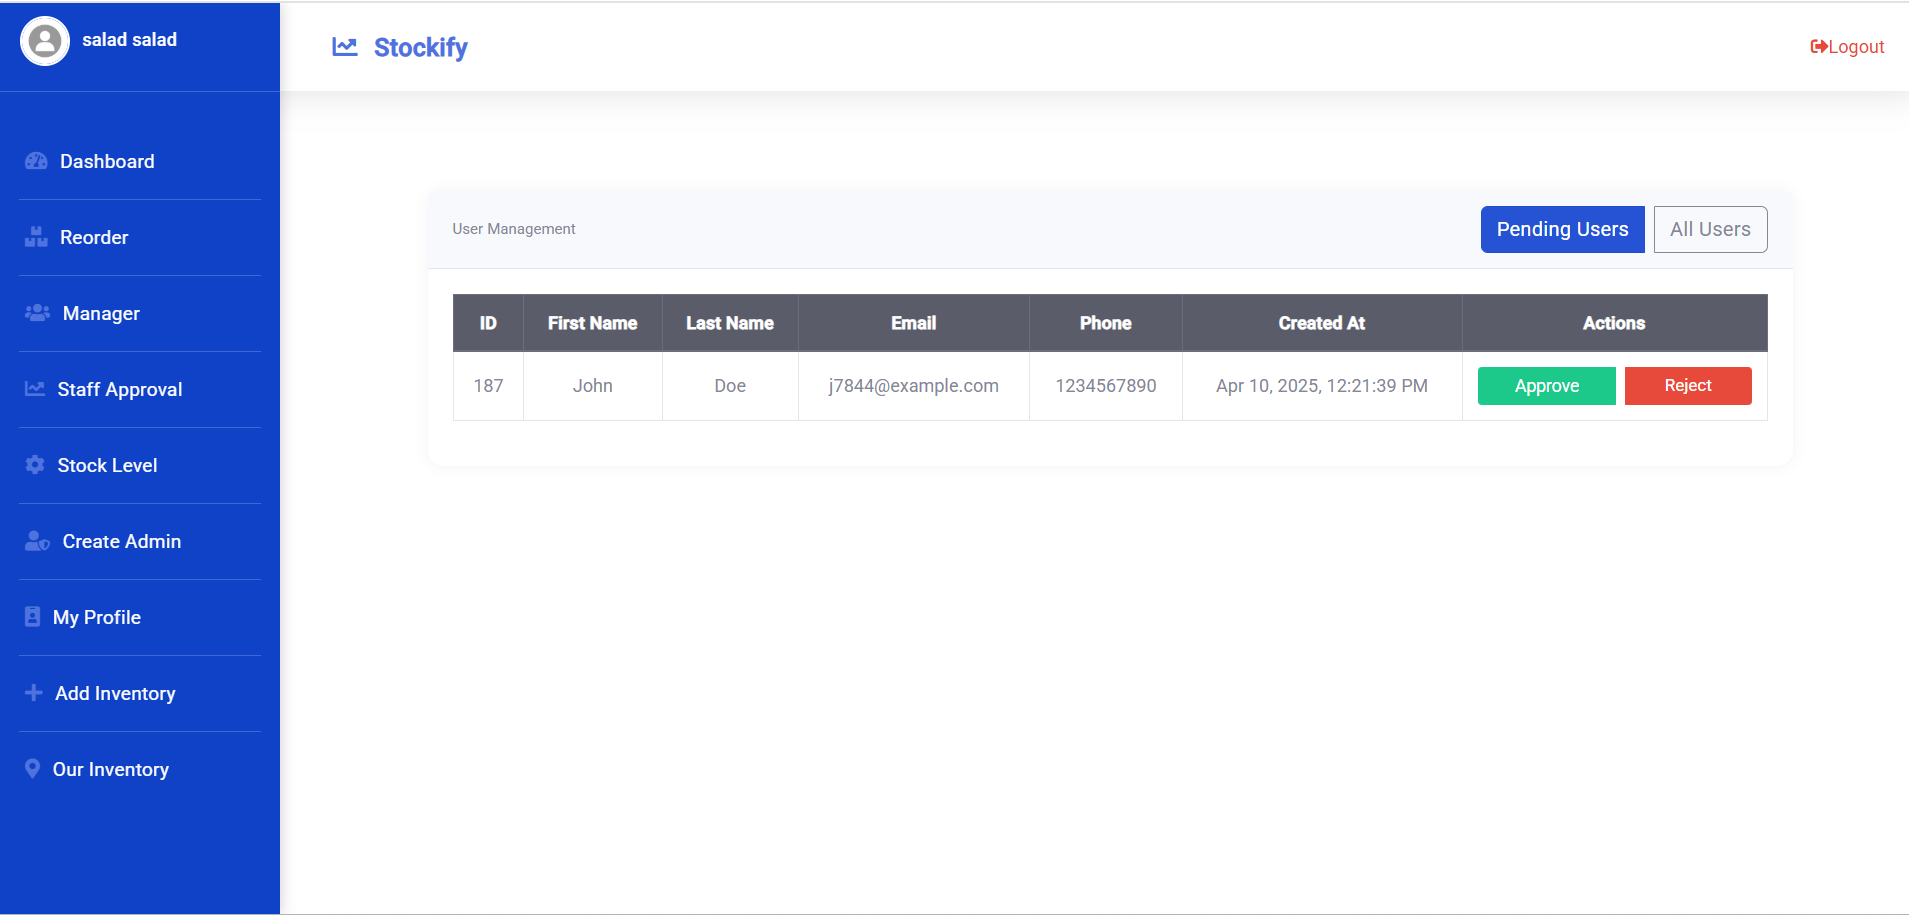 salad salad
Stockify
Logout
Dashboard
Reorder
Manager
Staff Approval
Stock Level
Create Admin
My Profile
Add Inventory
Our Inventory
User Management
Pending Users
All Users
ID First Name Last Name Email Phone Created At Actions
187 John Doe j7844@example.com 1234567890 Apr 10, 2025, 12:21:39 PM Approve Reject